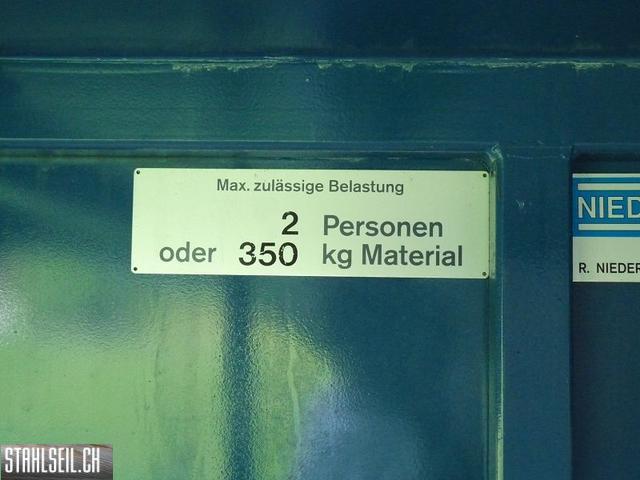 Max. zulässige Belastung
2 Personen
oder 350 kg Material
NIED
R. NIEDER
STAHLSEIL.CH